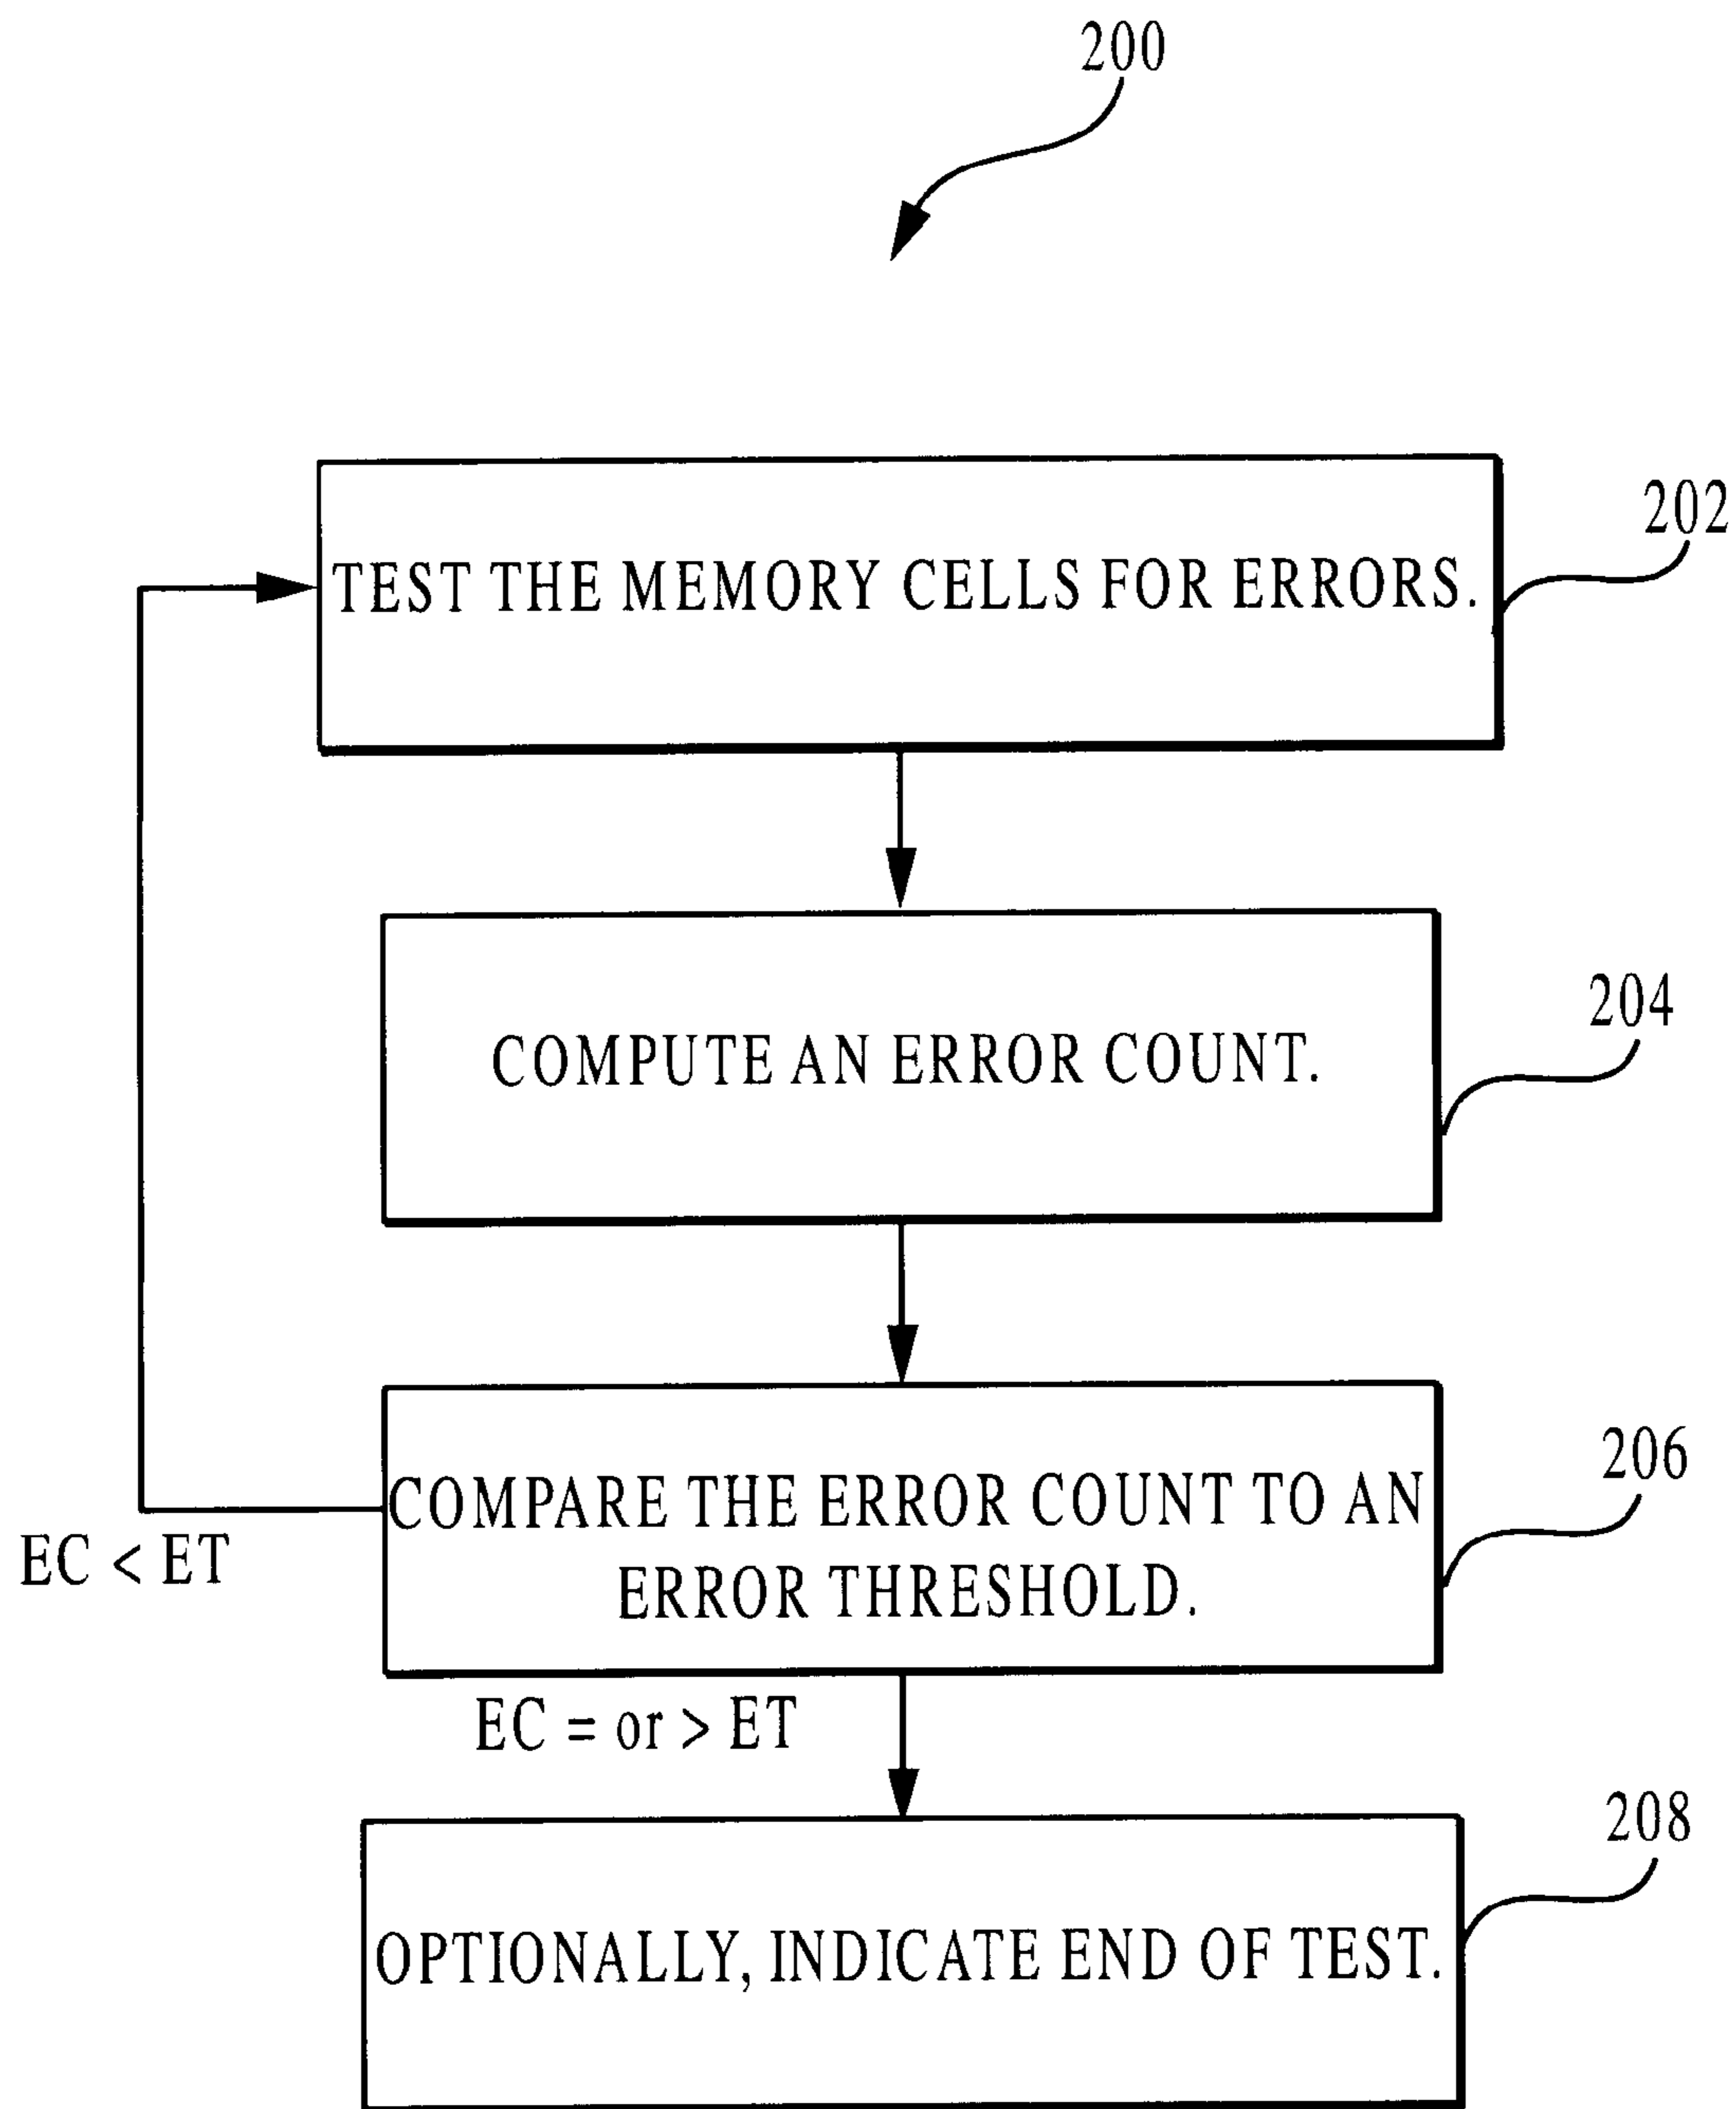 200
202
TEST THE MEMORY CELLS FOR ERRORS.
204
COMPUTE AN ERROR COUNT.
206
COMPARE THE ERROR COUNT TO AN
ERROR THRESHOLD.
EC < ET
EC = or > ET
208
OPTIONALLY, INDICATE END OF TEST.